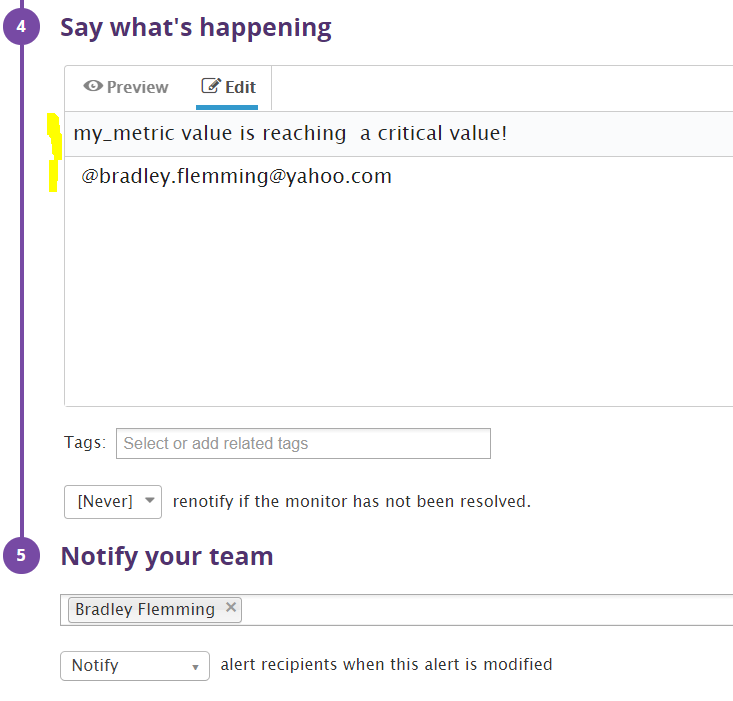 4 Say what's happening
Preview Edit
my_metric value is reaching  a critical value!
@bradley.flemming@yahoo.com
Tags: Select or add related tags
[Never] renotify if the monitor has not been resolved.
5 Notify your team
Bradley Flemming ×
Notify alert recipients when this alert is modified